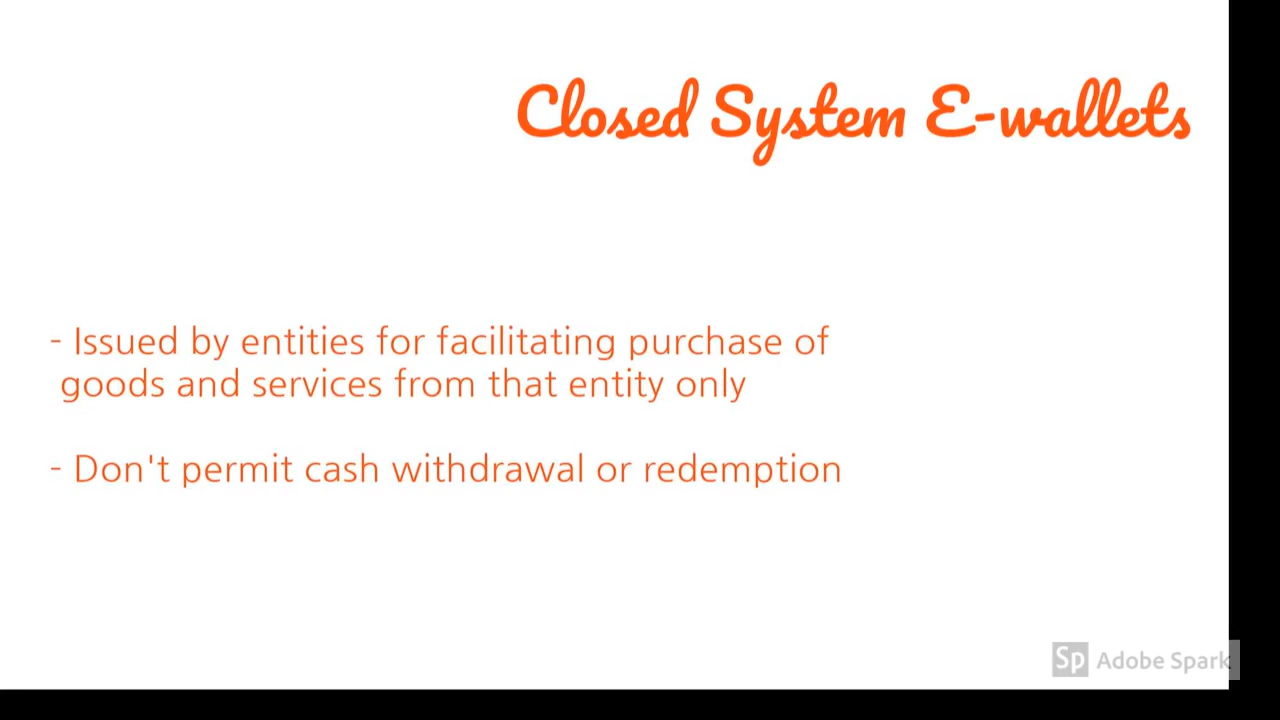 Closed System E-wallets
- Issued by entities for facilitating purchase of
goods and services from that entity only
- Don't permit cash withdrawal or redemption
Sp Adobe Spark